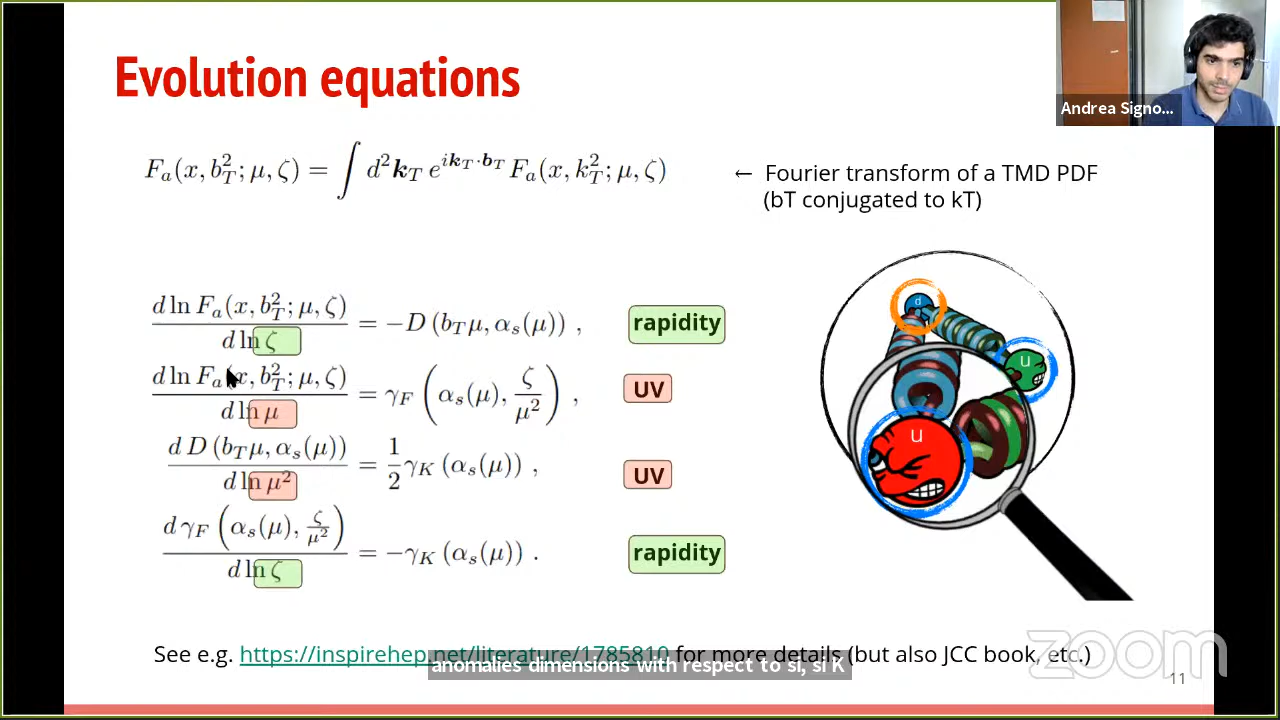 Evolution equations
Andrea Signo...
F_a(x, b_T^2; μ, ζ) = ∫ d^2 k_T e^{i k_T · b_T} F_a(x, k_T^2; μ, ζ)
← Fourier transform of a TMD PDF
(bT conjugated to kT)
d ln F_a(x, b_T^2; μ, ζ) / d ln ζ = −D (b_T μ, α_s(μ)) ,
rapidity
d ln F_a(x, b_T^2; μ, ζ) / d ln μ = γ_F (α_s(μ), ζ/μ^2) ,
UV
d D (b_T μ, α_s(μ)) / d ln μ^2 = 1/2 γ_K (α_s(μ)) ,
UV
d γ_F (α_s(μ), ζ/μ^2) / d ln ζ = −γ_K (α_s(μ)) .
rapidity
d
u
u
See e.g. https://inspirehep.net/literature/1785810 for more details (but also JCC book, etc.)
anomalies dimensions with respect to si, si K
zoom
11